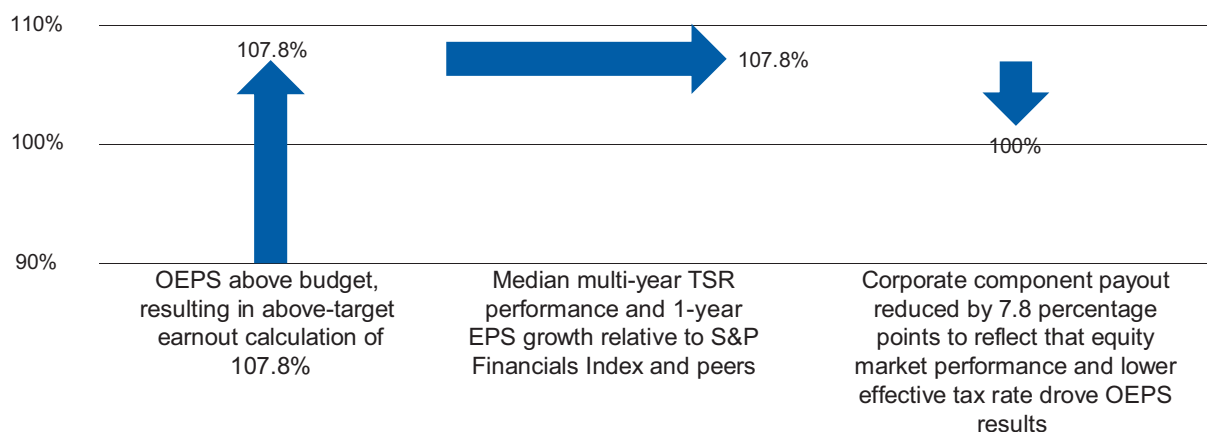 110%
107.8%
107.8%
100%
100%
90%
OEPS above budget,
resulting in above-target
earnout calculation of
107.8%
Median multi-year TSR
performance and 1-year
EPS growth relative to S&P
Financials Index and peers
Corporate component payout
reduced by 7.8 percentage
points to reflect that equity
market performance and lower
effective tax rate drove OEPS
results